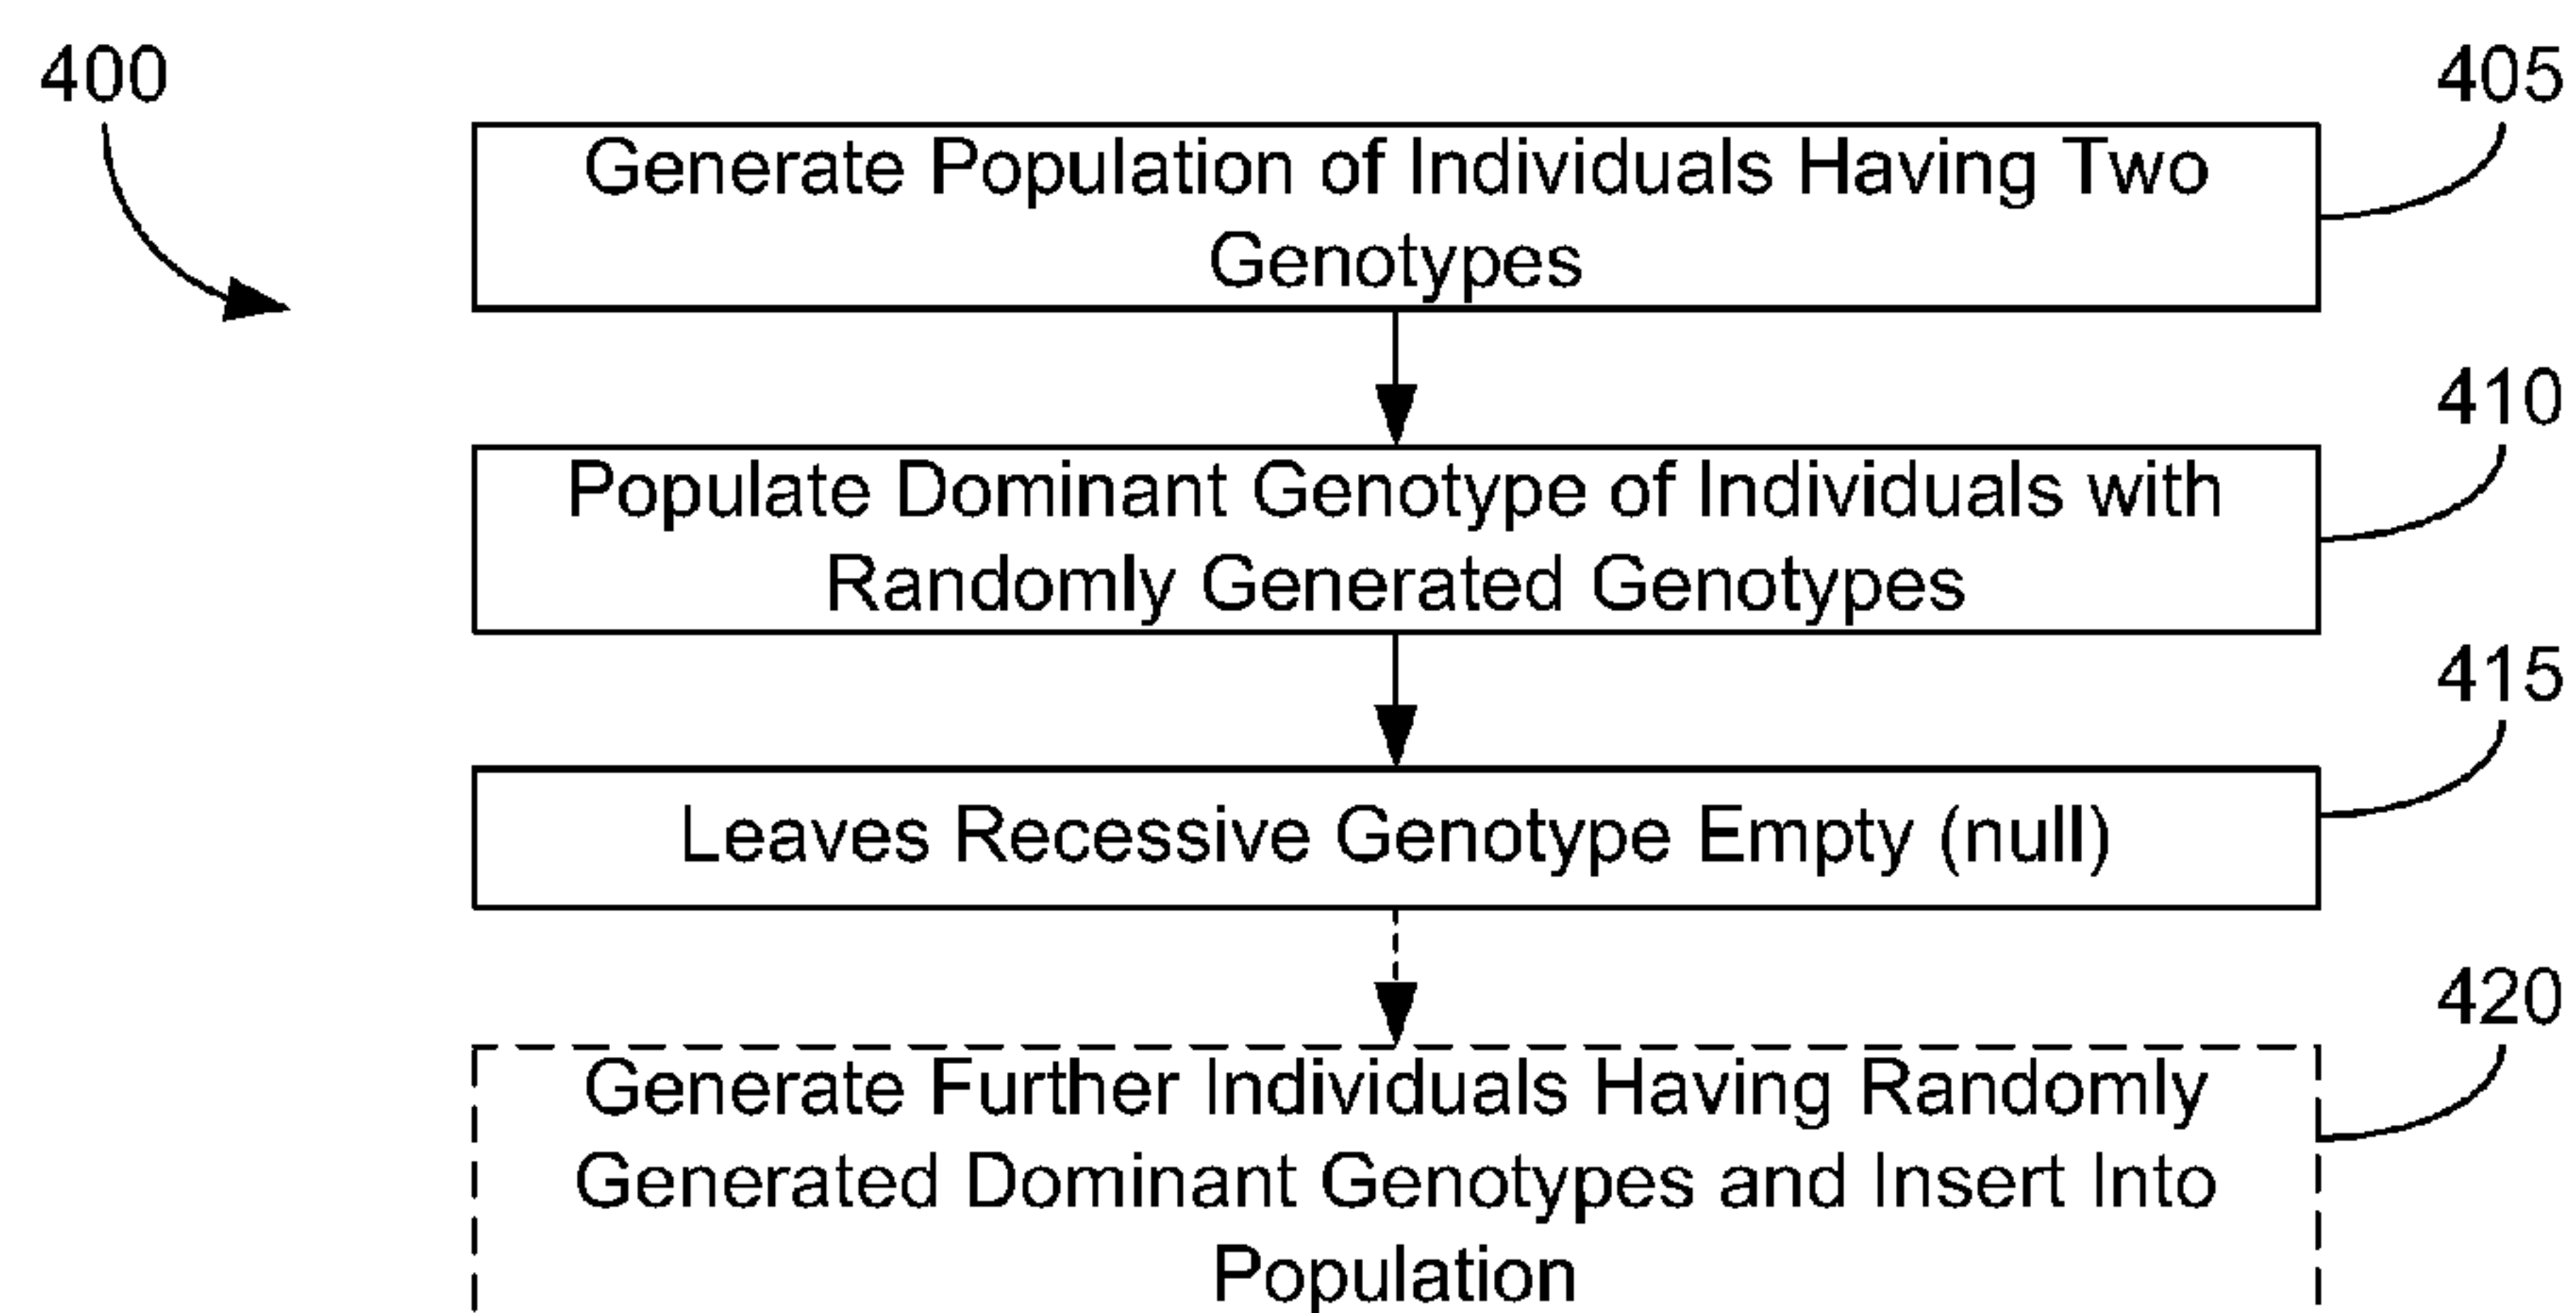 400
405
Generate Population of Individuals Having Two
Genotypes
410
Populate Dominant Genotype of Individuals with
Randomly Generated Genotypes
415
Leaves Recessive Genotype Empty (null)
420
Generate Further Individuals Having Randomly
Generated Dominant Genotypes and Insert Into
Population